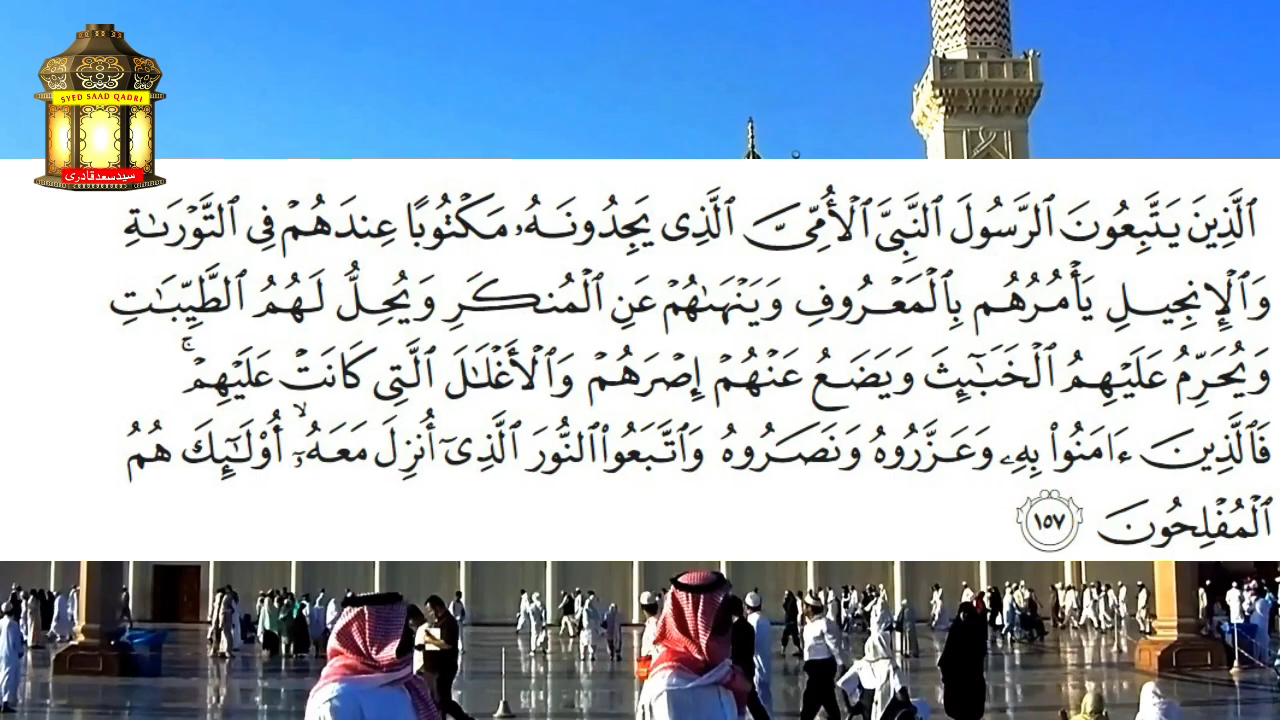 SYED SAAD QADRI
سیدسعدقادری
ٱلَّذِينَ يَتَّبِعُونَ ٱلرَّسُولَ ٱلنَّبِىَّ ٱلْأُمِّىَّ ٱلَّذِى يَجِدُونَهُۥ مَكْتُوبًا عِندَهُمْ فِى ٱلتَّوْرَىٰةِ
وَٱلْإِنجِيلِ يَأْمُرُهُم بِٱلْمَعْرُوفِ وَيَنْهَىٰهُمْ عَنِ ٱلْمُنكَرِ وَيُحِلُّ لَهُمُ ٱلطَّيِّبَٰتِ
وَيُحَرِّمُ عَلَيْهِمُ ٱلْخَبَٰٓئِثَ وَيَضَعُ عَنْهُمْ إِصْرَهُمْ وَٱلْأَغْلَٰلَ ٱلَّتِى كَانَتْ عَلَيْهِمْ ۚ
فَٱلَّذِينَ ءَامَنُوا۟ بِهِۦ وَعَزَّرُوهُ وَنَصَرُوهُ وَٱتَّبَعُوا۟ ٱلنُّورَ ٱلَّذِىٓ أُنزِلَ مَعَهُۥٓ ۙ أُو۟لَٰٓئِكَ هُمُ
ٱلْمُفْلِحُونَ ١٥٧